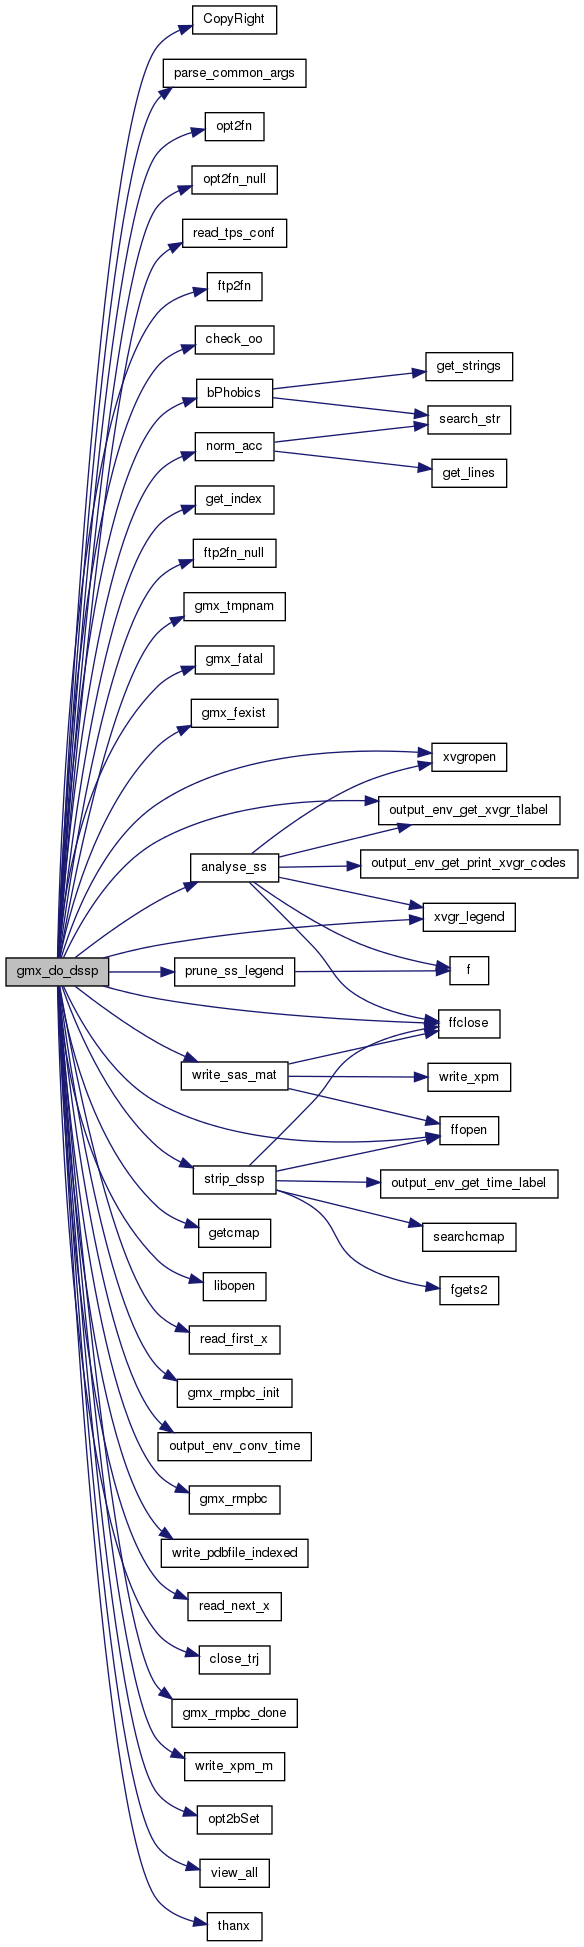 CopyRight
parse_common_args
opt2fn
opt2fn_null
read_tps_conf
ftp2fn
check_oo
get_strings
bPhobics
search_str
norm_acc
get_lines
get_index
ftp2fn_null
gmx_tmpnam
gmx_fatal
gmx_fexist
xvgropen
output_env_get_xvgr_tlabel
analyse_ss
output_env_get_print_xvgr_codes
xvgr_legend
gmx_do_dssp
prune_ss_legend
f
ffclose
write_sas_mat
write_xpm
ffopen
strip_dssp
output_env_get_time_label
getcmap
searchcmap
libopen
fgets2
read_first_x
gmx_rmpbc_init
output_env_conv_time
gmx_rmpbc
write_pdbfile_indexed
read_next_x
close_trj
gmx_rmpbc_done
write_xpm_m
opt2bSet
view_all
thanx